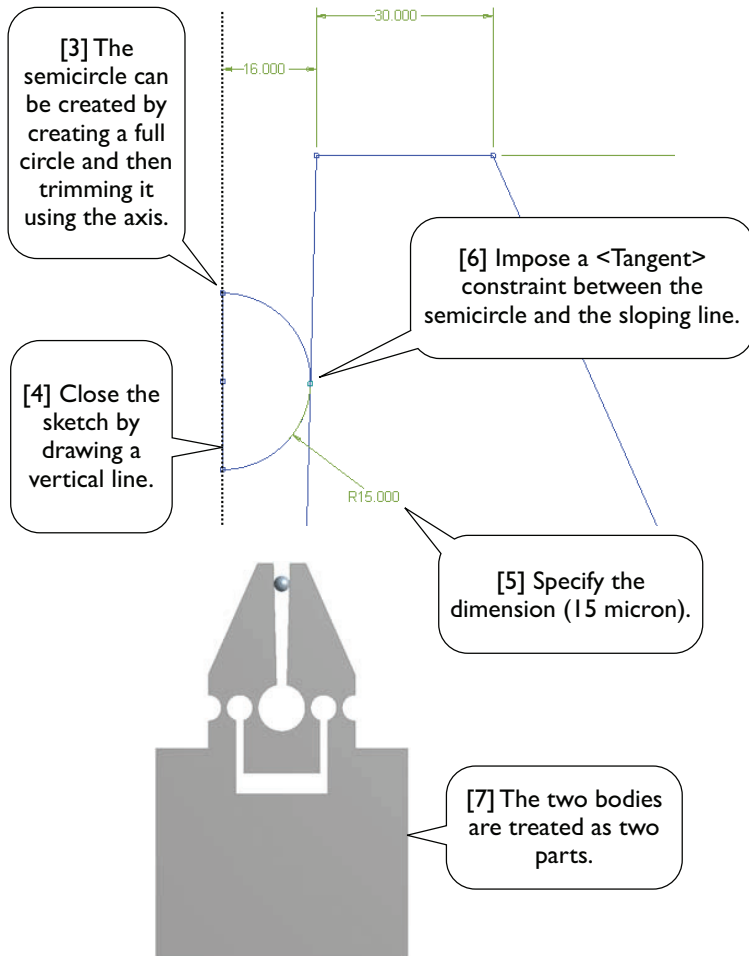 30.000
16.000
[3] The
semicircle can
be created by
creating a full
circle and then
trimming it
using the axis.
[6] Impose a <Tangent>
constraint between the
semicircle and the sloping line.
[4] Close the
sketch by
drawing a
vertical line.
R15.000
[5] Specify the
dimension (15 micron).
[7] The two bodies
are treated as two
parts.